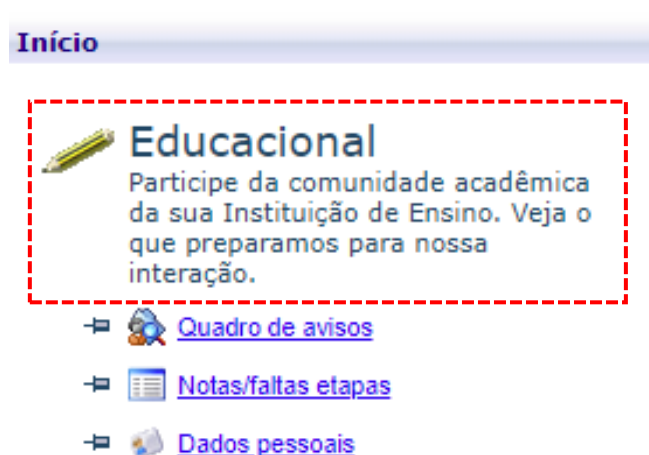 Início
Educacional
Participe da comunidade acadêmica
da sua Instituição de Ensino. Veja o
que preparamos para nossa
interação.
Quadro de avisos
Notas/faltas etapas
Dados pessoais